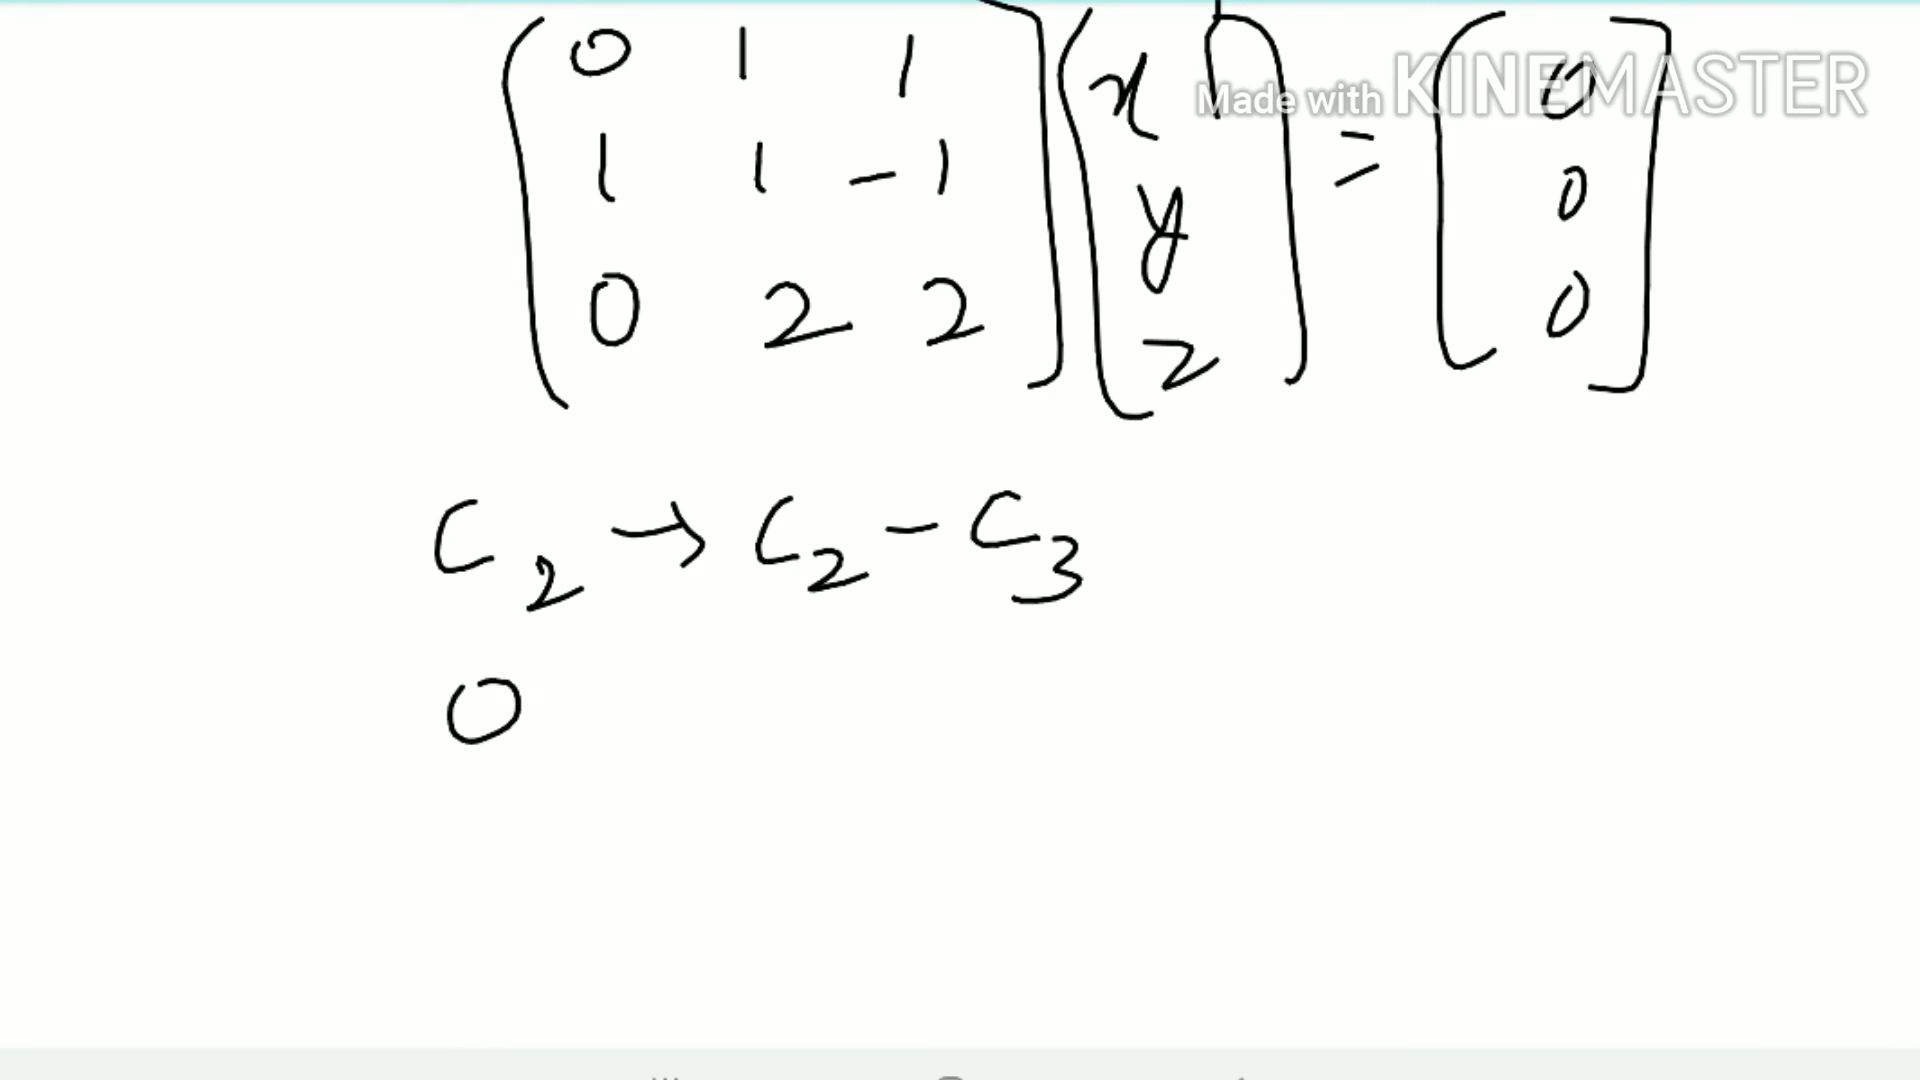 0 1 1 x = 0
1 1 -1 y 0
0 2 2 z 0
Made with KINEMASTER
C2 → C2 - C3
0